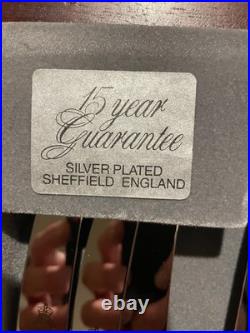 15 year
Guarantee
SILVER PLATED
SHEFFIELD ENGLAND